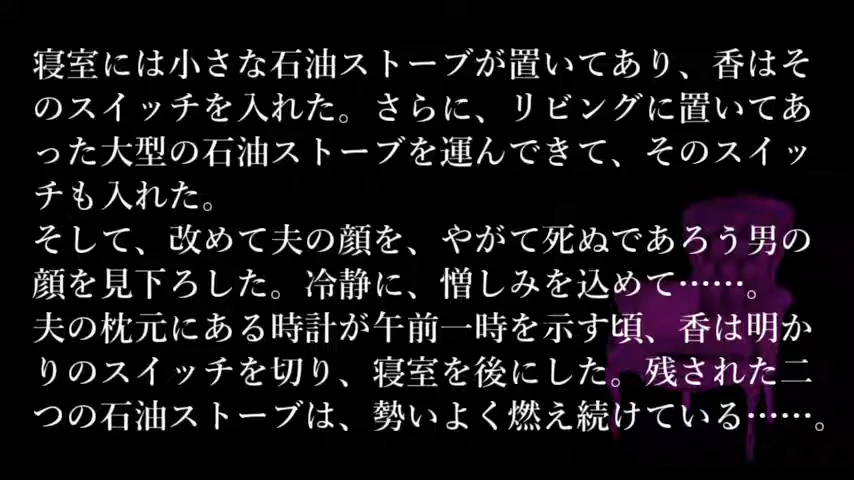 寝室には小さな石油ストーブが置いてあり、香はそ
のスイッチを入れた。さらに、リビングに置いてあ
った大型の石油ストーブを運んできて、そのスイッ
チも入れた。
そして、改めて夫の顔を、やがて死ぬであろう男の
顔を見下ろした。冷静に、憎しみを込めて……。
夫の枕元にある時計が午前一時を示す頃、香は明か
りのスイッチを切り、寝室を後にした。残された二
つの石油ストーブは、勢いよく燃え続けている……。